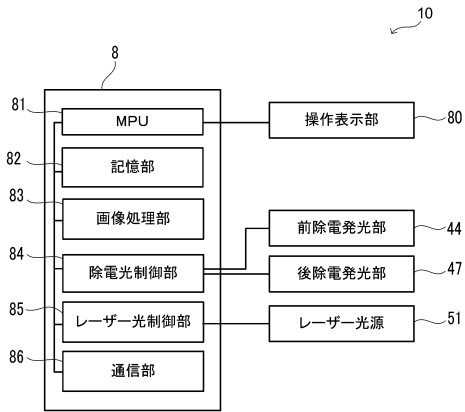 10
8
81
MPU
操作表示部
80
82
記憶部
83
画像処理部
前除電発光部
44
84
除電光制御部
後除電発光部
47
85
レーザー光制御部
レーザー光源
51
86
通信部